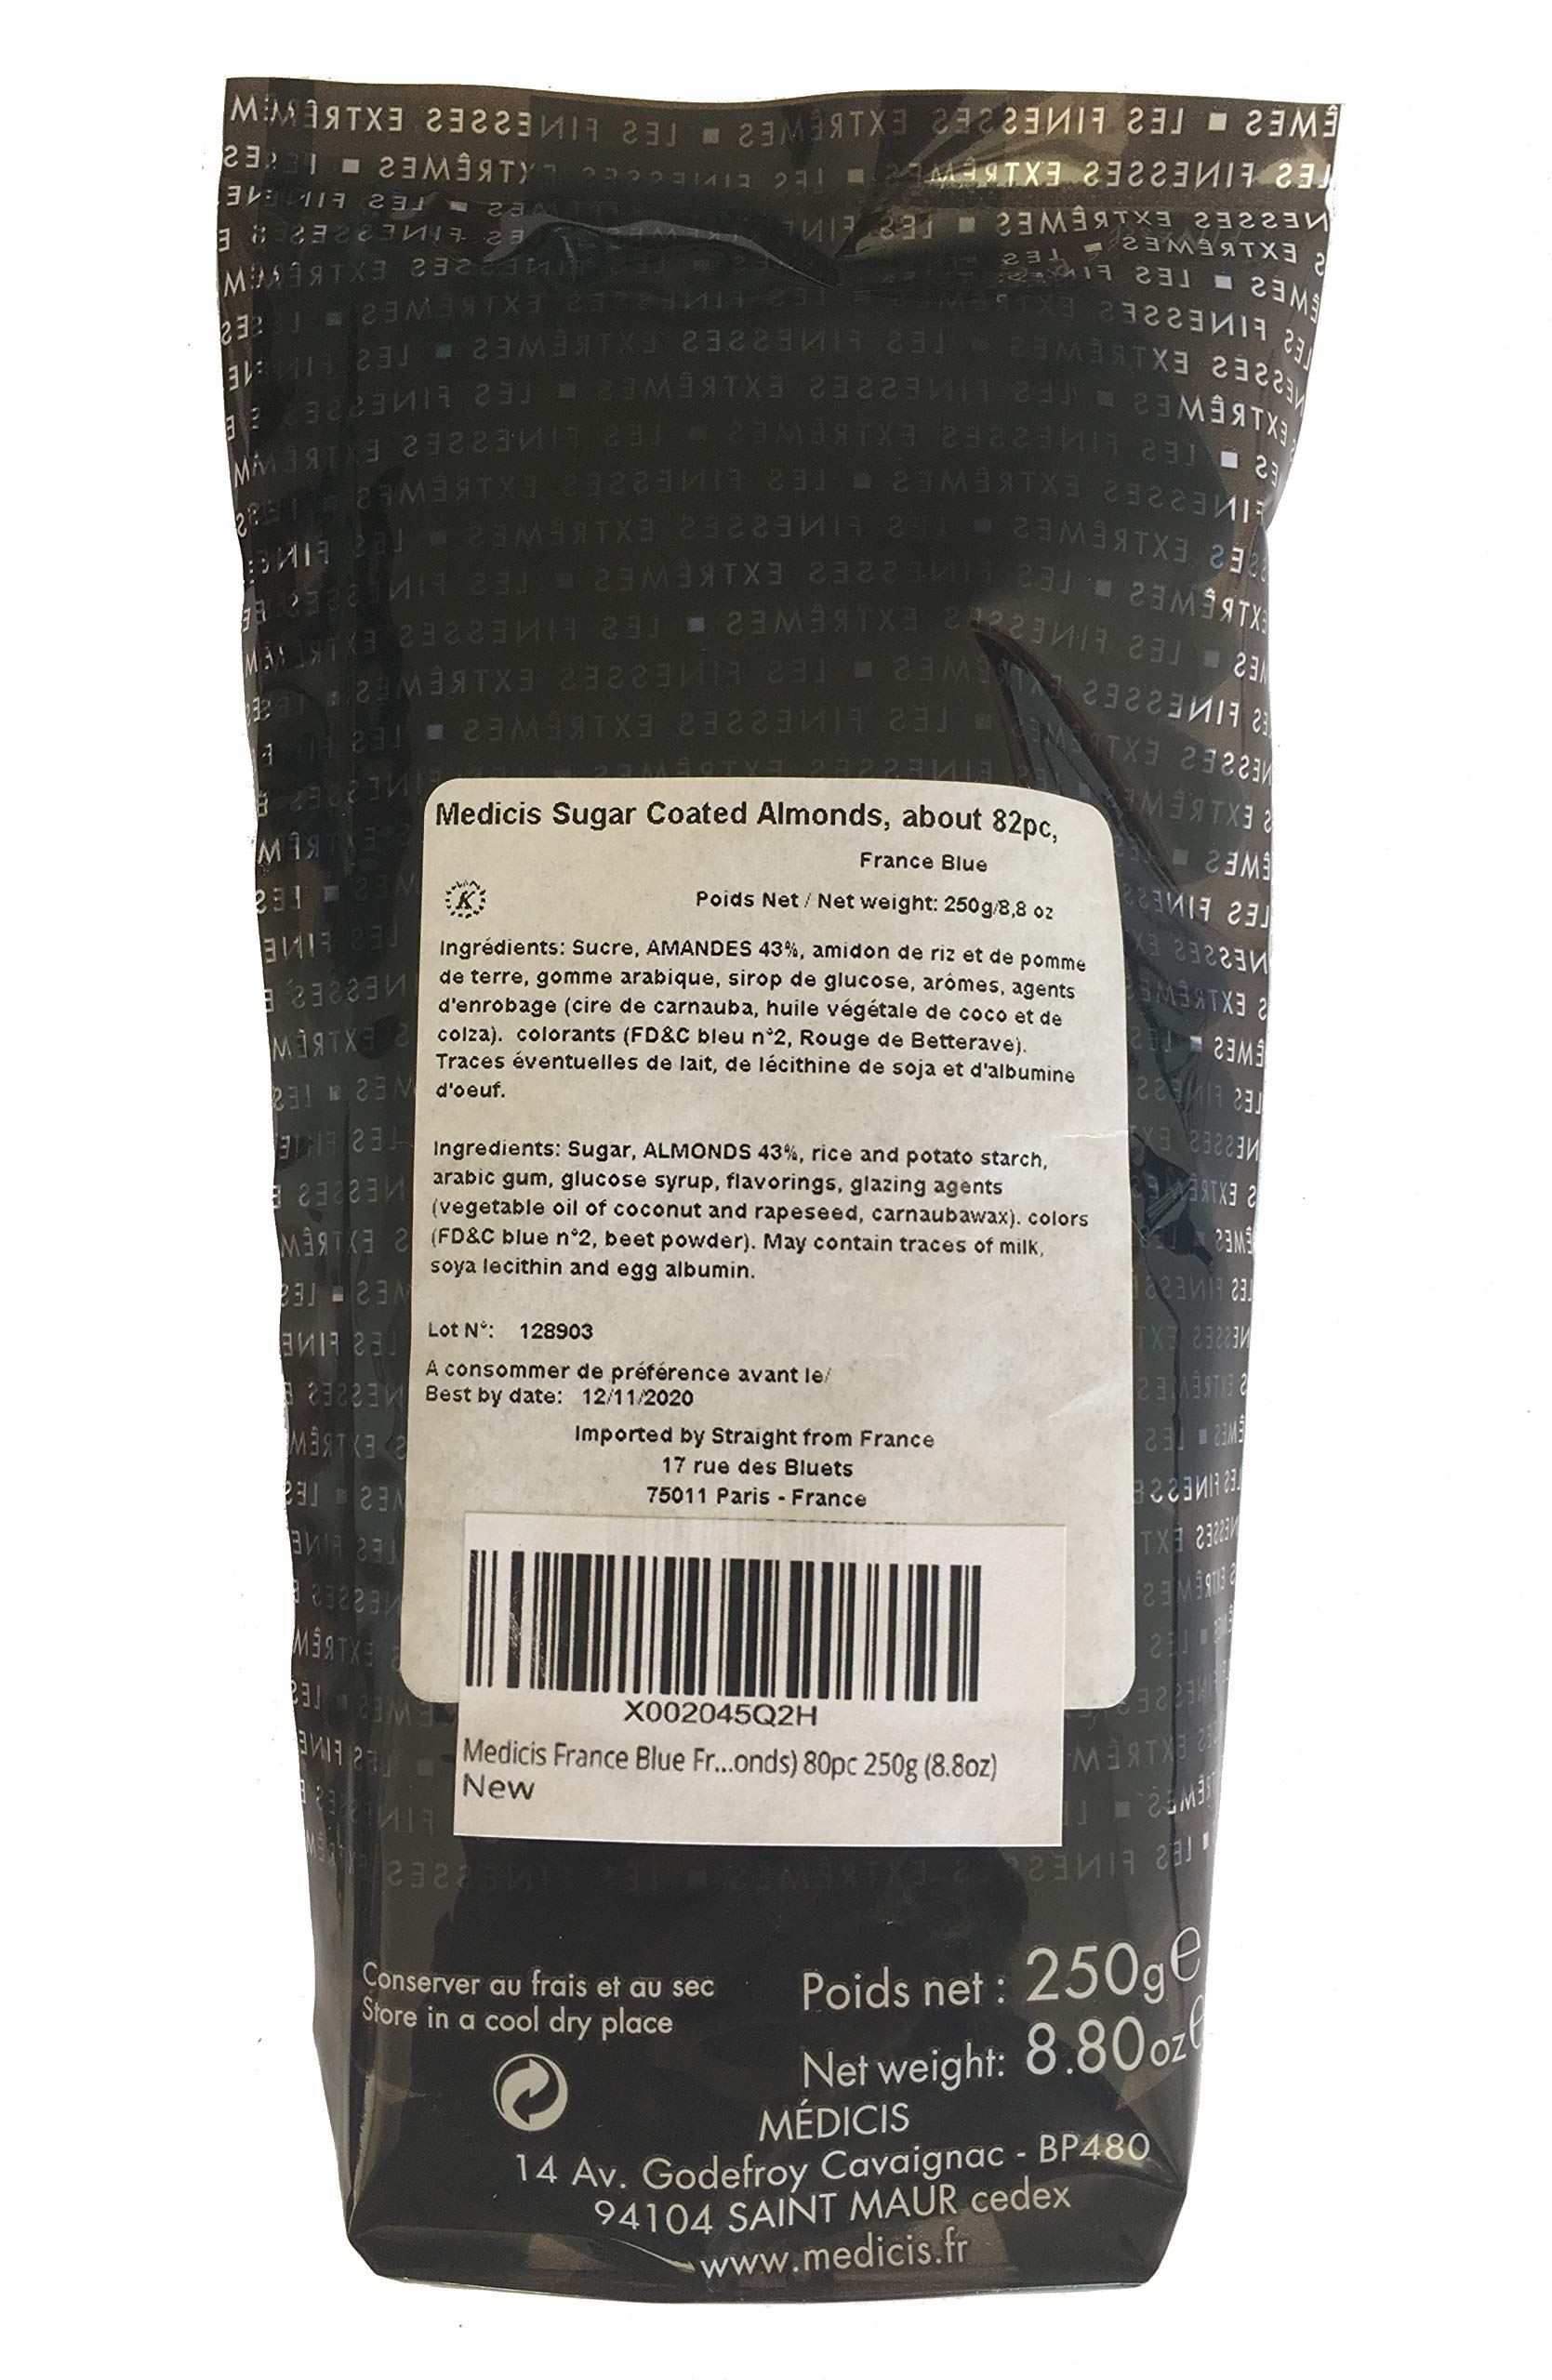 Medicis Sugar Coated Almonds, about 82pc,
France Blue
K
Poids Net / Net weight: 250g/8,8 oz
Ingrédients: Sucre, AMANDES 43%, amidon de riz et de pomme
de terre, gomme arabique, sirop de glucose, arômes, agents
d'enrobage (cire de carnauba, huile végétale de coco et de
colza). colorants (FD&C bleu n°2, Rouge de Betterave).
Traces éventuelles de lait, de lécithine de soja et d'albumine
d'oeuf.
Ingredients: Sugar, ALMONDS 43%, rice and potato starch,
arabic gum, glucose syrup, flavorings, glazing agents
(vegetable oil of coconut and rapeseed, carnaubawax). colors
(FD&C blue n°2, beet powder). May contain traces of milk,
soya lecithin and egg albumin.
Lot N°: 128903
A consommer de préférence avant le/
Best by date: 12/11/2020
Imported by Straight from France
17 rue des Bluets
75011 Paris - France
X002045Q2H
Medicis France Blue Fr...onds) 80pc 250g (8.8oz)
New
Conserver au frais et au sec
Store in a cool dry place
Poids net : 250g e
Net weight: 8.80oz e
MÉDICIS
14 Av. Godefroy Cavaignac - BP480
94104 SAINT MAUR cedex
www.medicis.fr